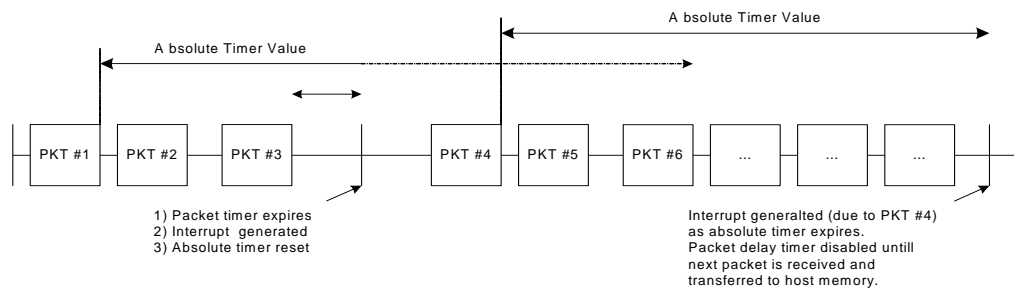 A bsolute Timer Value
A bsolute Timer Value
PKT #1
PKT #2
PKT #3
PKT #4
PKT #5
PKT #6
...
...
...
1) Packet timer expires
2) Interrupt generated
3) Absolute timer reset
Interrupt generalted (due to PKT #4)
as absolute timer expires.
Packet delay timer disabled untill
next packet is received and
transferred to host memory.